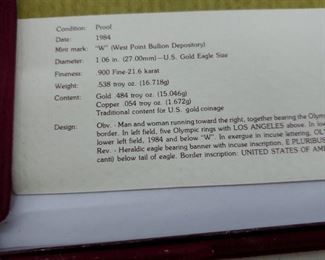 Condition: Proof
Date: 1984
Mint mark: "W" (West Point Bullion Depository)
Diameter: 1.06 in. (27.00mm)—U.S. Gold Eagle Size
Fineness: .900 Fine-21.6 karat
Weight: .538 troy oz. (16.718g)
Content: Gold .484 troy oz. (15.046g)
Copper .054 troy oz. (1.672g)
Traditional content for U.S. gold coinage
Design: Obv. - Man and woman running toward the right, together bearing the Olym
border. In left field, five Olympic rings with LOS ANGELES above. In
lower left field, 1984 and below "W". In exergue in incuse lettering, OL
Rev. - Heraldic eagle bearing banner with incuse inscription, E PLURIBUS
canti) below tail of eagle. Border inscription: UNITED STATES OF AM